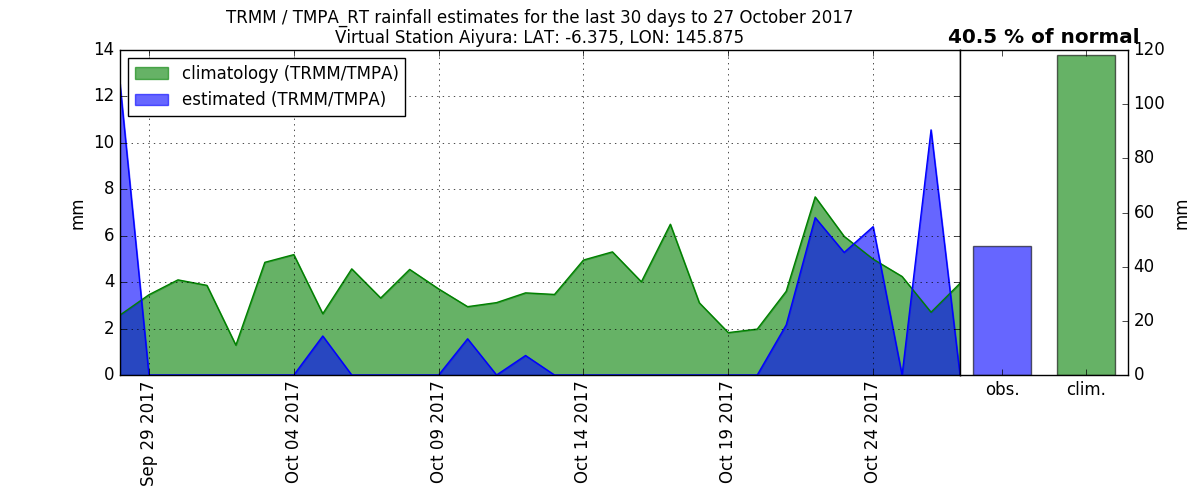 TRMM / TMPA_RT rainfall estimates for the last 30 days to 27 October 2017
Virtual Station Aiyura: LAT: -6.375, LON: 145.875
40.5 % of normal
climatology (TRMM/TMPA)
estimated (TRMM/TMPA)
14
12
10
8
6
4
2
0
mm
Sep 29 2017
Oct 04 2017
Oct 09 2017
Oct 14 2017
Oct 19 2017
Oct 24 2017
obs.
clim.
120
100
80
60
40
20
0
mm